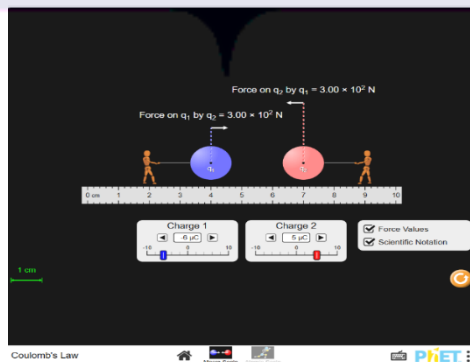 Force on q₂ by q₁ = 3.00 × 10² N
Force on q₁ by q₂ = 3.00 × 10² N
q₁
q₂
0 cm 1 2 3 4 5 6 7 8 9 10
Charge 1
-6 μC
-10 0 10
Charge 2
5 μC
-10 0 10
Force Values
Scientific Notation
1 cm
Coulomb's Law
Macro Scale
PhET